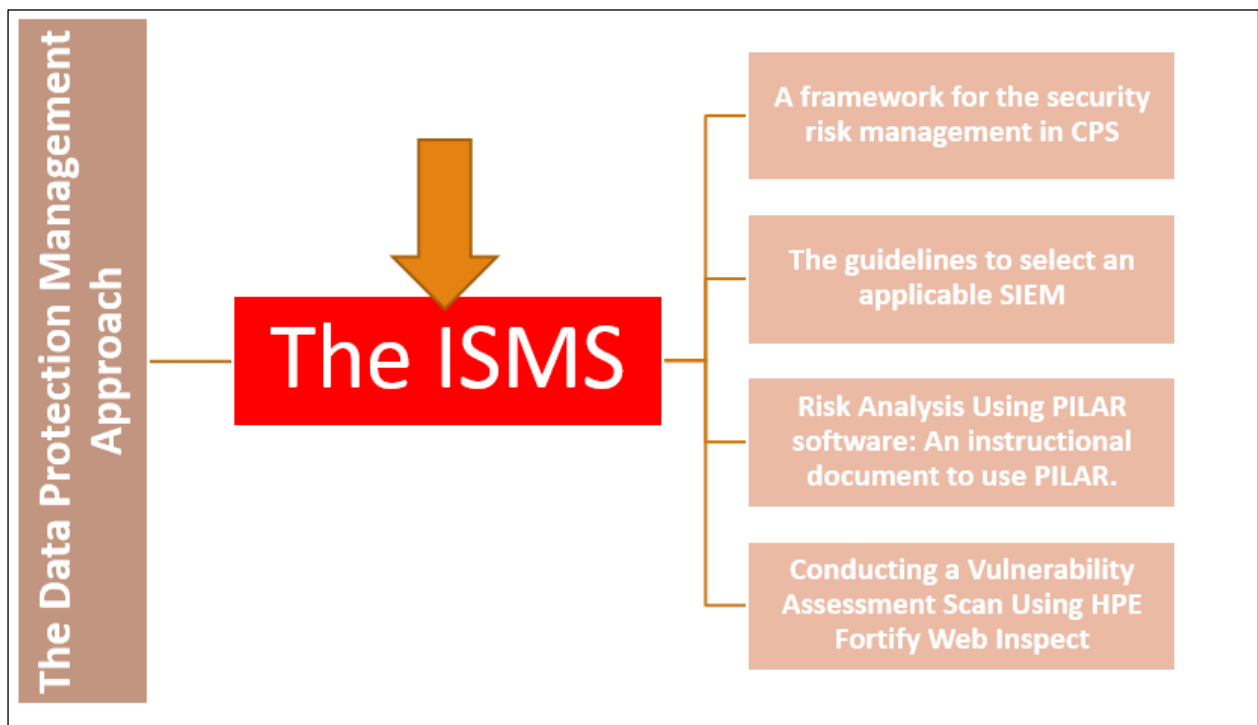 The Data Protection Management
Approach
The ISMS
A framework for the security
risk management in CPS
The guidelines to select an
applicable SIEM
Risk Analysis Using PILAR
software: An instructional
document to use PILAR.
Conducting a Vulnerability
Assessment Scan Using HPE
Fortify Web Inspect